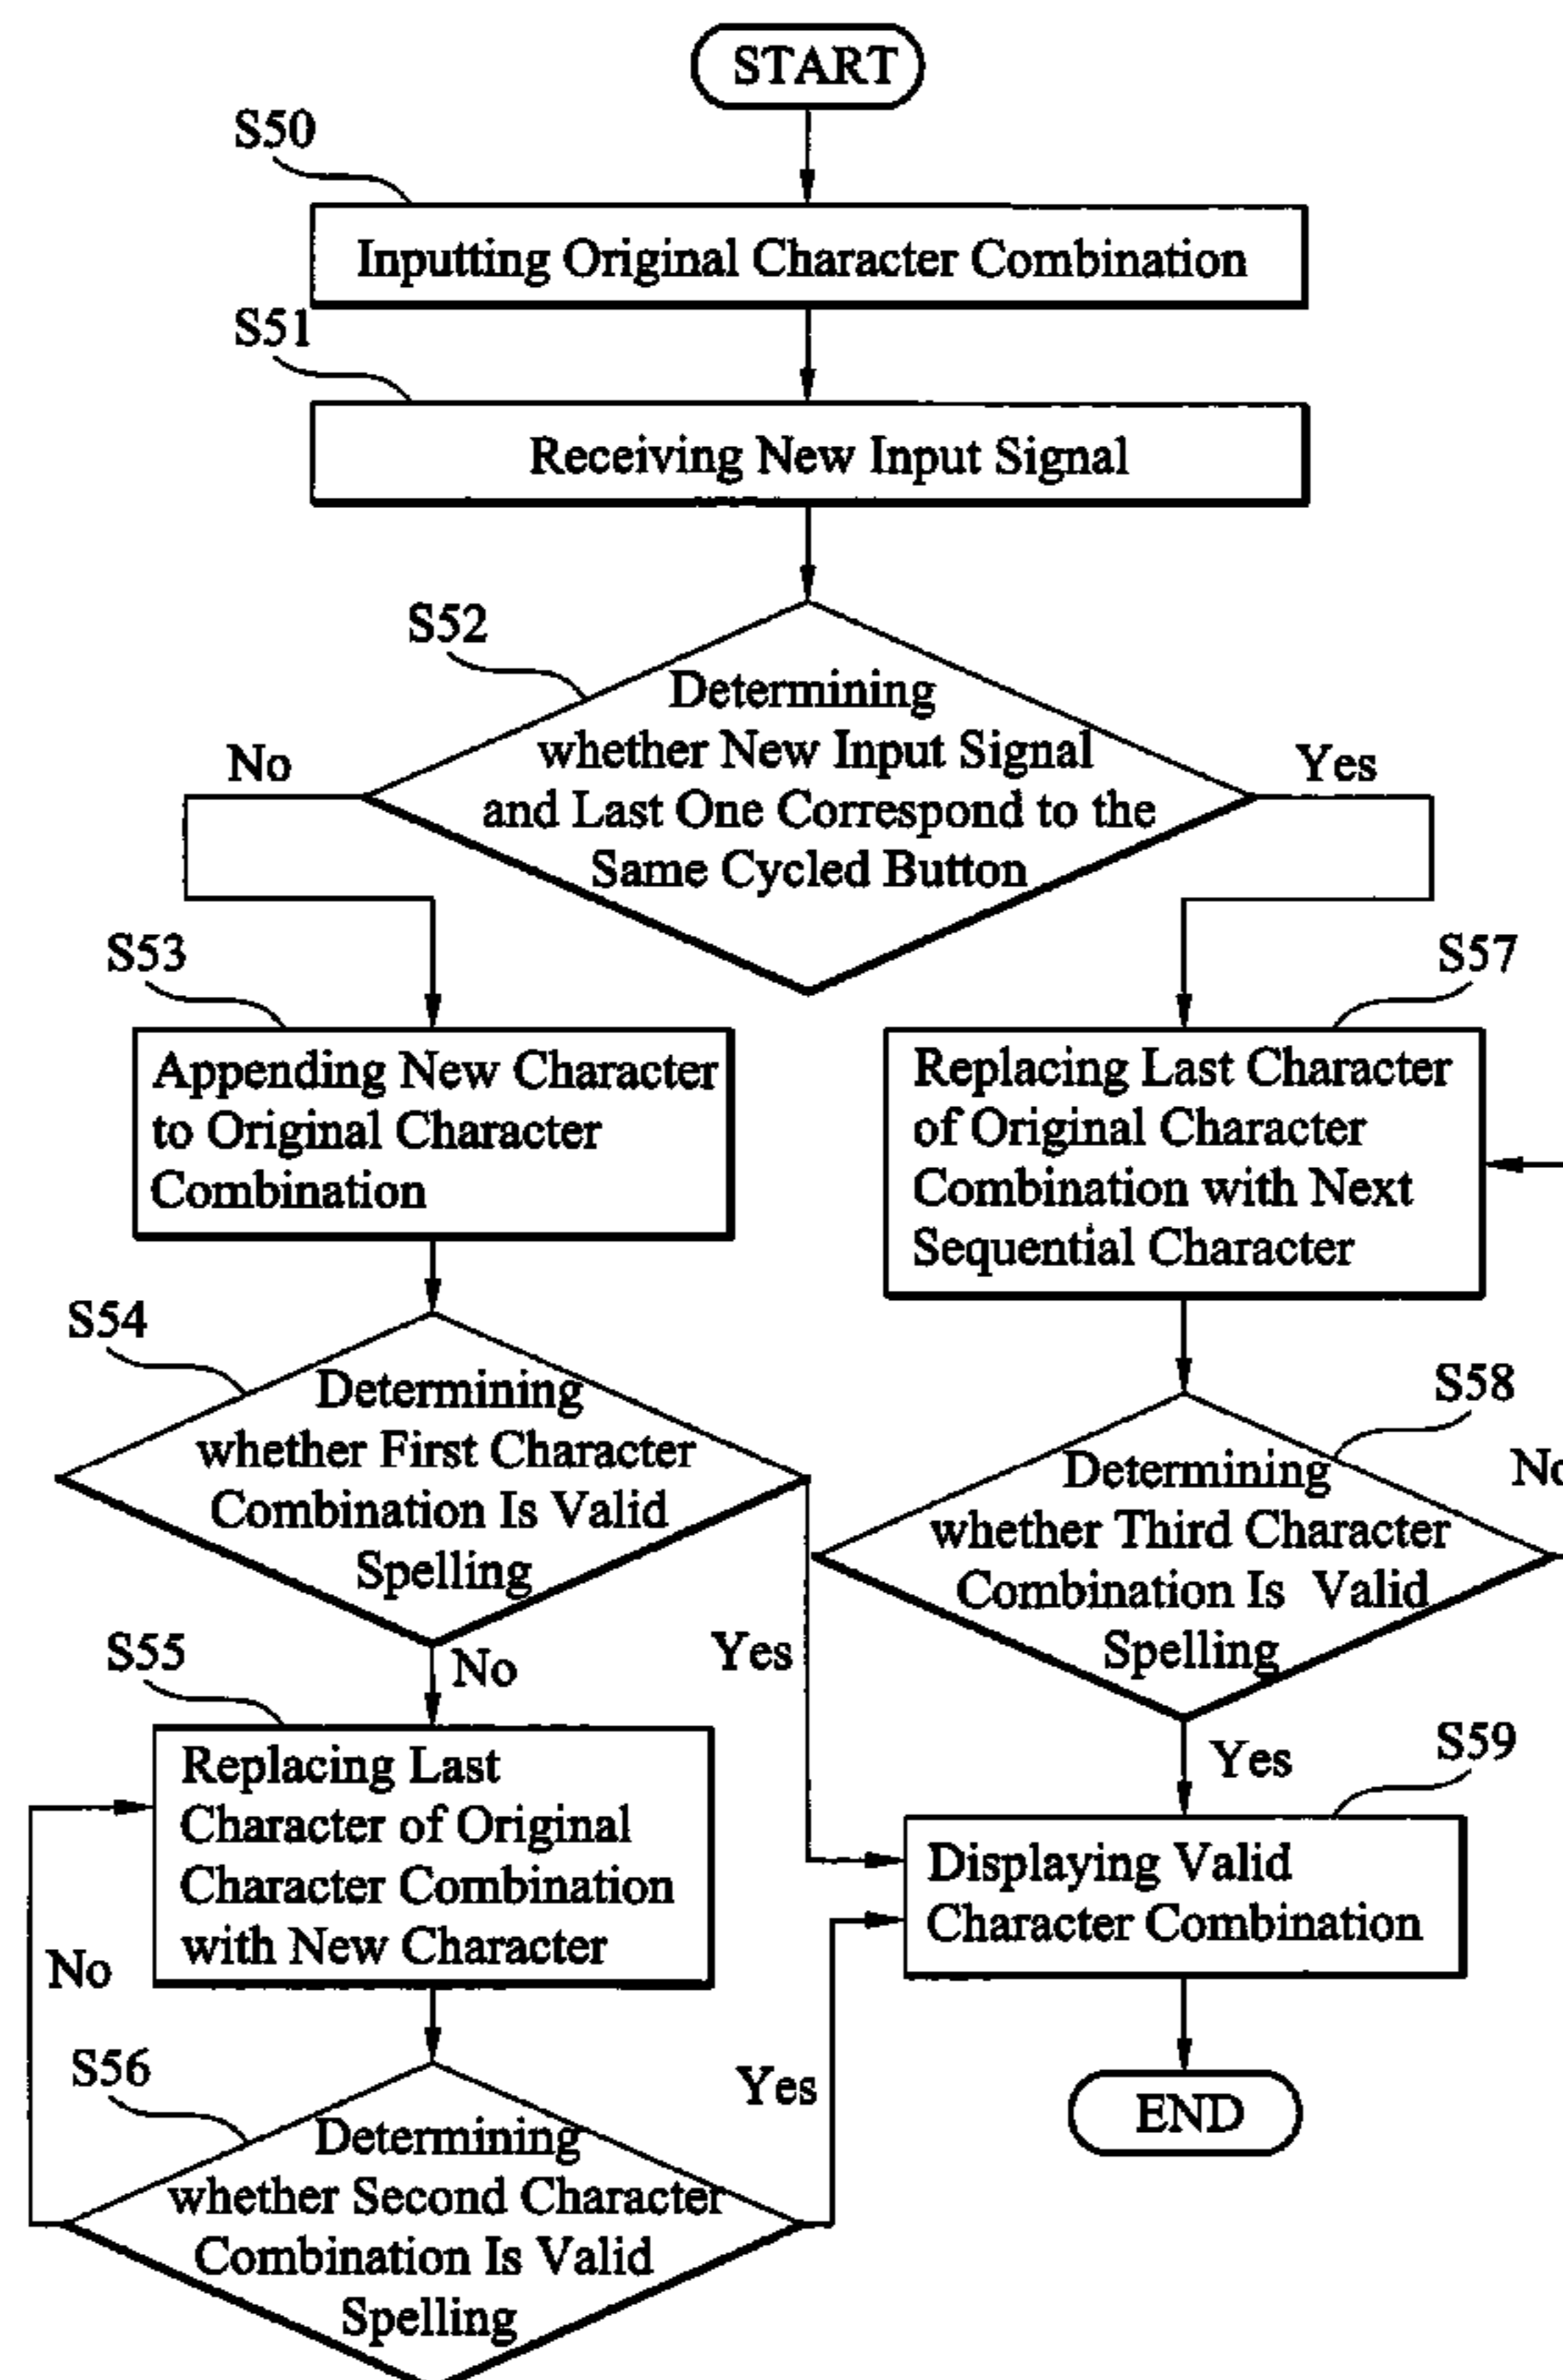 START
S50
Inputting Original Character Combination
S51
Receiving New Input Signal
S52
Determining
whether New Input Signal
and Last One Correspond to the
Same Cycled Button
No
Yes
S53
Appending New Character
to Original Character
Combination
S57
Replacing Last Character
of Original Character
Combination with Next
Sequential Character
S54
Determining
whether First Character
Combination Is Valid
Spelling
No
Yes
S58
Determining
whether Third Character
Combination Is Valid
Spelling
No
Yes
S55
Replacing Last
Character of Original
Character Combination
with New Character
S59
Displaying Valid
Character Combination
No
S56
Determining
whether Second Character
Combination Is Valid
Spelling
Yes
END